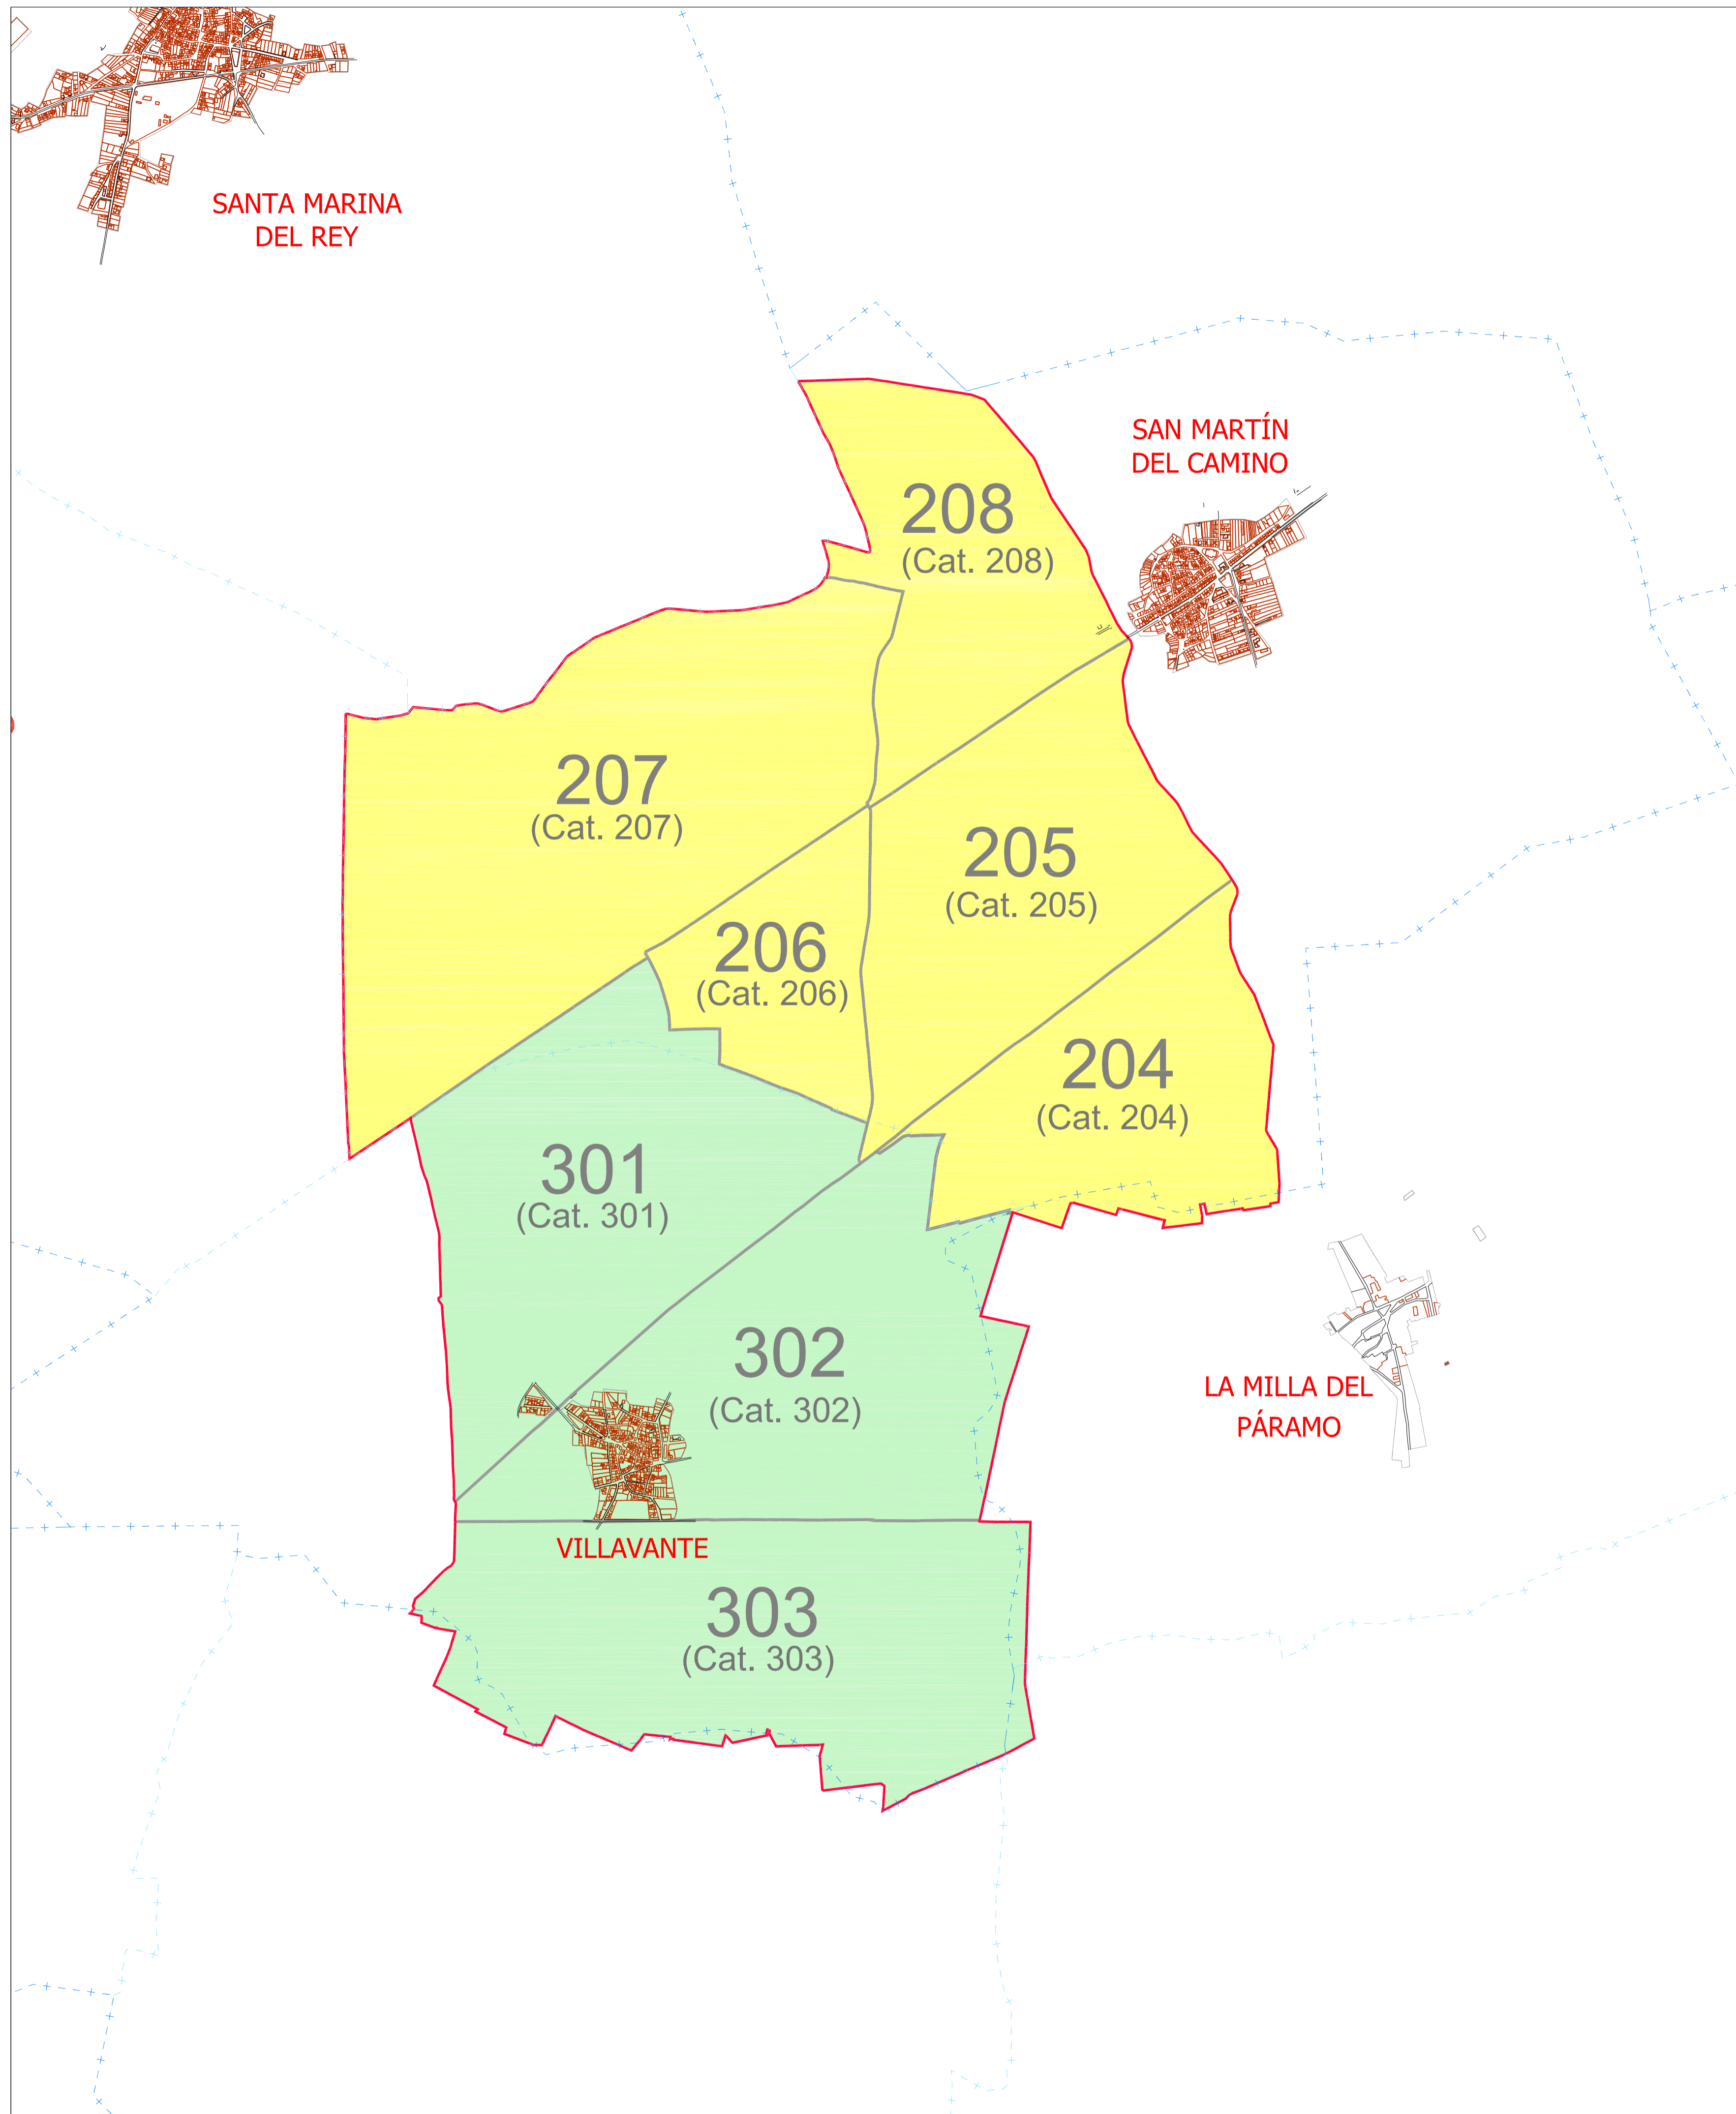 SANTA MARINA
DEL REY
SAN MARTÍN
DEL CAMINO
208
(Cat. 208)
207
(Cat. 207)
205
(Cat. 205)
206
(Cat. 206)
204
(Cat. 204)
301
(Cat. 301)
302
(Cat. 302)
LA MILLA DEL
PÁRAMO
VILLAVANTE
303
(Cat. 303)